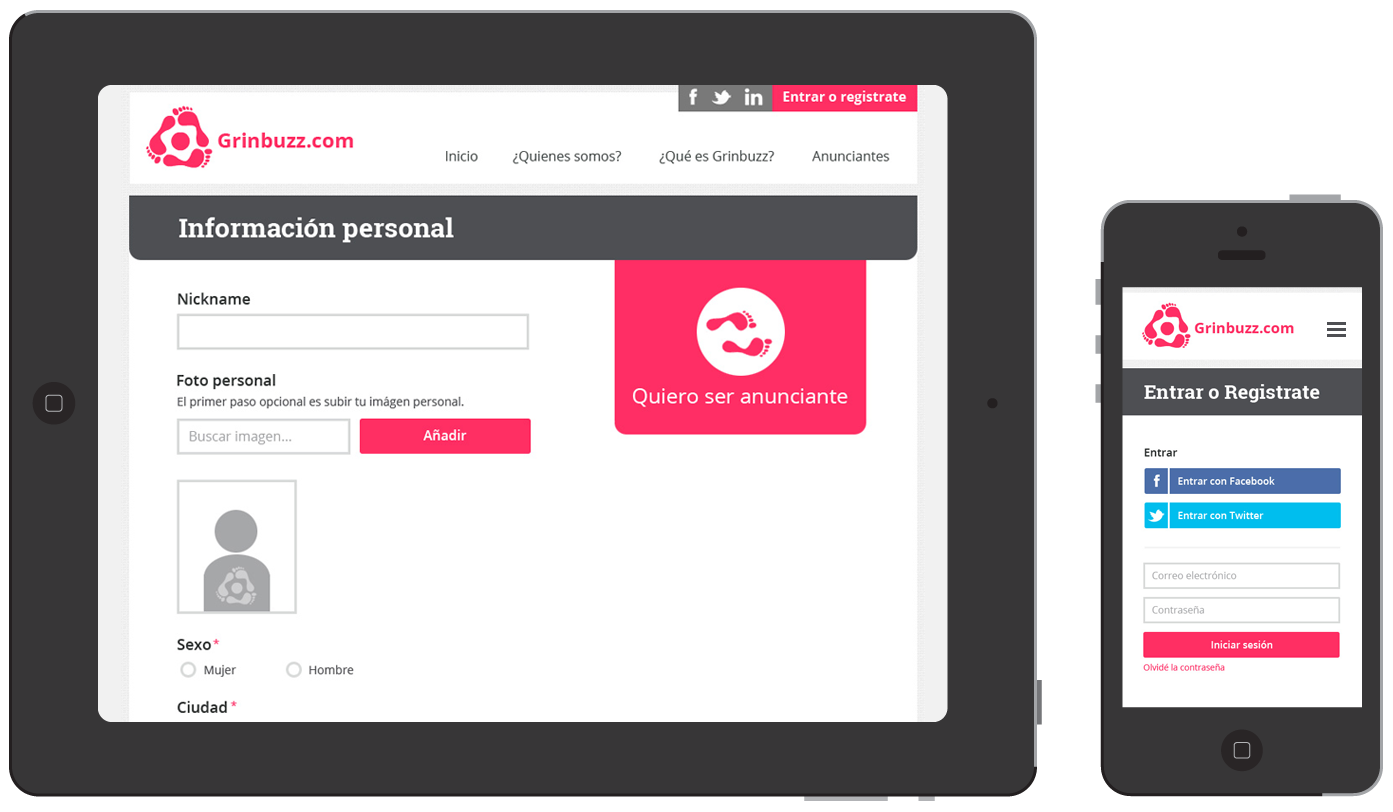 Entrar o registrate
Grinbuzz.com
Inicio ¿Quienes somos? ¿Qué es Grinbuzz? Anunciantes
Información personal
Nickname
Foto personal
El primer paso opcional es subir tu imágen personal.
Buscar imagen...
Añadir
Quiero ser anunciante
Sexo*
Mujer Hombre
Ciudad *
Grinbuzz.com
Entrar o Registrate
Entrar
Entrar con Facebook
Entrar con Twitter
Correo electrónico
Contraseña
Iniciar sesión
Olvidé la contraseña